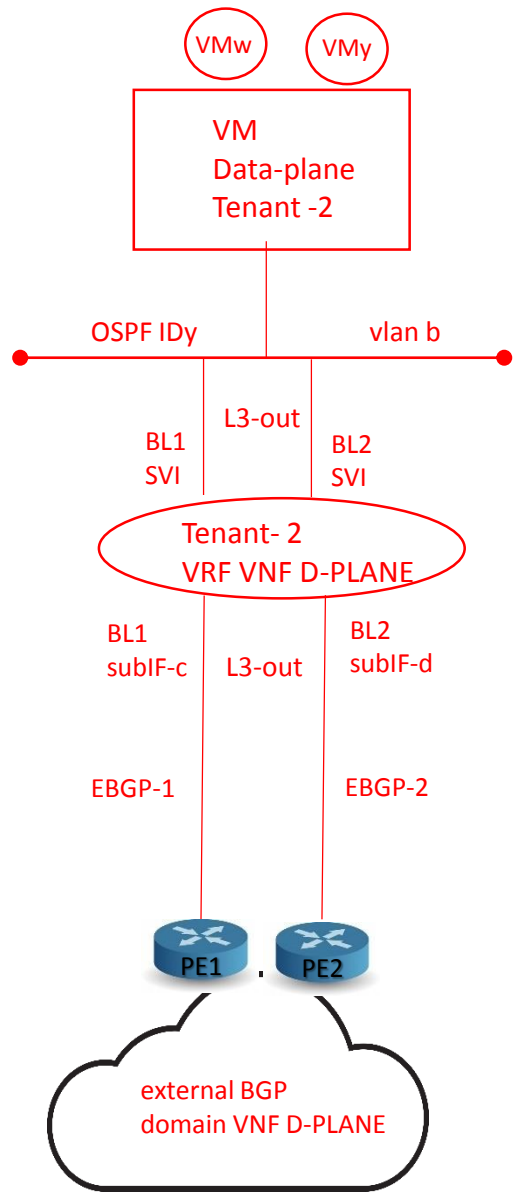 VMw
VMy
VM
Data-plane
Tenant -2
OSPF IDy
vlan b
L3-out
BL1
SVI
BL2
SVI
Tenant- 2
VRF VNF D-PLANE
BL1
subIF-c
L3-out
BL2
subIF-d
EBGP-1
EBGP-2
PE1
.
PE2
external BGP
domain VNF D-PLANE